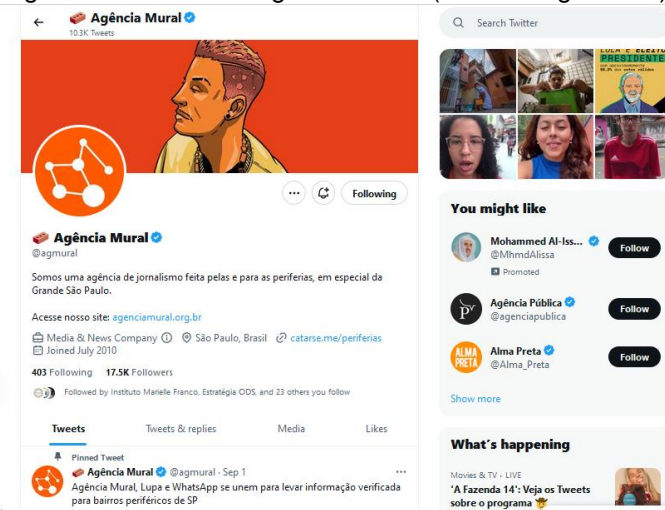 Agência Mural
10.3K Tweets
Search Twitter
LULA É ELEITO
PRESIDENTE
Following
Agência Mural
@agmural
Somos uma agência de jornalismo feita pelas e para as periferias, em especial da
Grande São Paulo.
Acesse nosso site: agenciamural.org.br
Media & News Company São Paulo, Brasil catarse.me/periferias
Joined July 2010
403 Following 17.5K Followers
Followed by Instituto Marielle Franco, Estratégia ODS, and 23 others you follow
Tweets Tweets & replies Media Likes
Pinned Tweet
Agência Mural @agmural · Sep 1
Agência Mural, Lupa e WhatsApp se unem para levar informação verificada
para bairros periféricos de SP
You might like
Mohammed Al-Iss...
@MhmdAlissa
Promoted
Follow
Agência Pública
@agenciapublica
Follow
ALMA
PRETA
Alma Preta
@Alma_Preta
Follow
Show more
What's happening
Movies & TV · LIVE
'A Fazenda 14': Veja os Tweets
sobre o programa